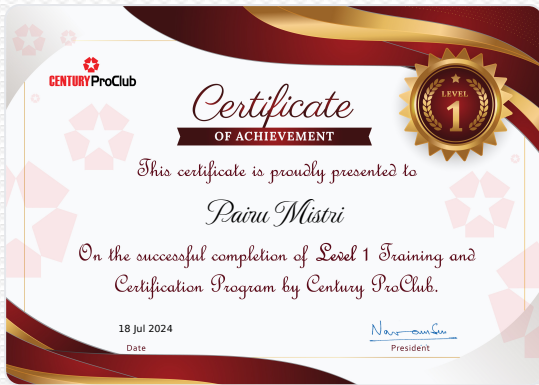 CENTURY ProClub
LEVEL
1
Certificate
OF ACHIEVEMENT
This certificate is proudly presented to
Pairu Mistri
On the successful completion of Level 1 Training and
Certification Program by Century ProClub.
18 Jul 2024
Date
President